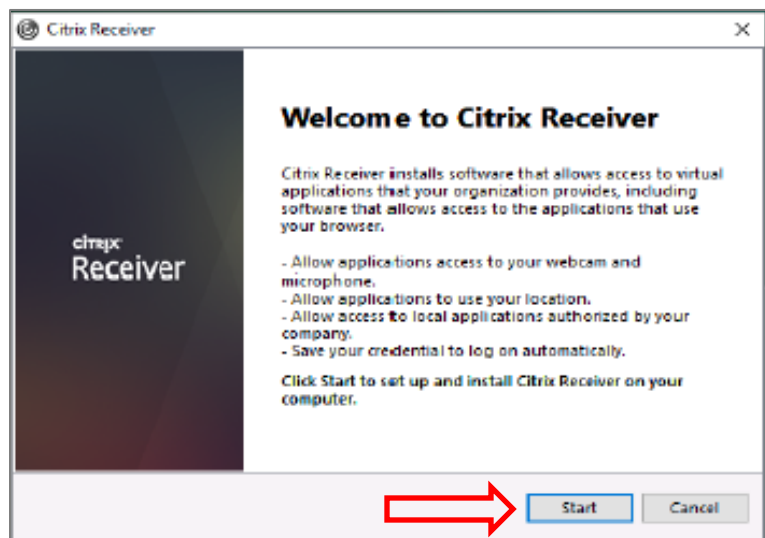 Citrix Receiver
Welcome to Citrix Receiver
Citrix Receiver installs software that allows access to virtual
applications that your organization provides, including
software that allows access to the applications that use
your browser.
CITRIX
Receiver
- Allow applications access to your webcam and
microphone.
- Allow applications to use your location.
- Allow access to local applications authorized by your
company.
- Save your credential to log on automatically.
Click Start to set up and install Citrix Receiver on your
computer.
Start
Cancel